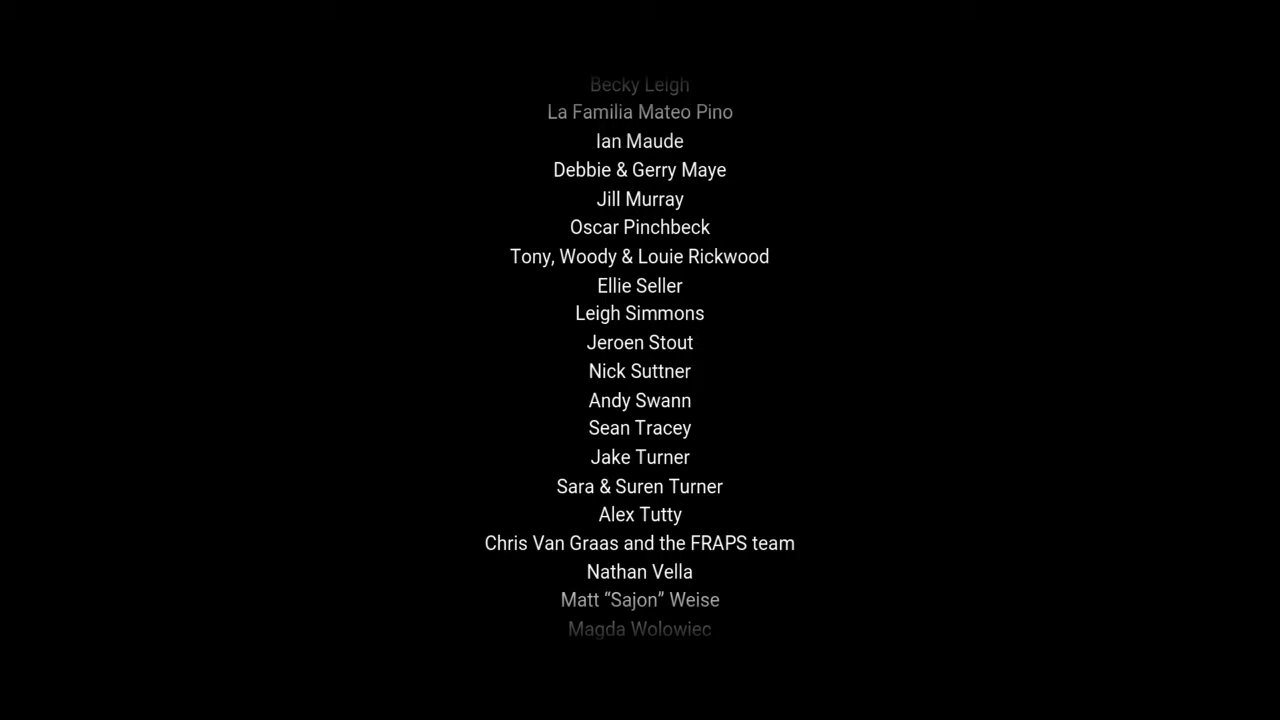 Becky Leigh
La Familia Mateo Pino
Ian Maude
Debbie & Gerry Maye
Jill Murray
Oscar Pinchbeck
Tony, Woody & Louie Rickwood
Ellie Seller
Leigh Simmons
Jeroen Stout
Nick Suttner
Andy Swann
Sean Tracey
Jake Turner
Sara & Suren Turner
Alex Tutty
Chris Van Graas and the FRAPS team
Nathan Vella
Matt “Sajon” Weise
Magda Wolowiec